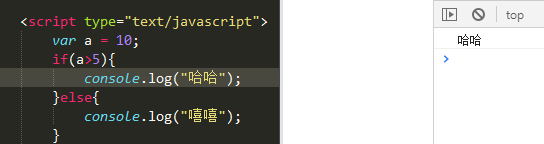 <script type="text/javascript">
var a = 10;
if(a>5){
console.log("哈哈");
}else{
console.log("嘻嘻");
}
top
哈哈
>